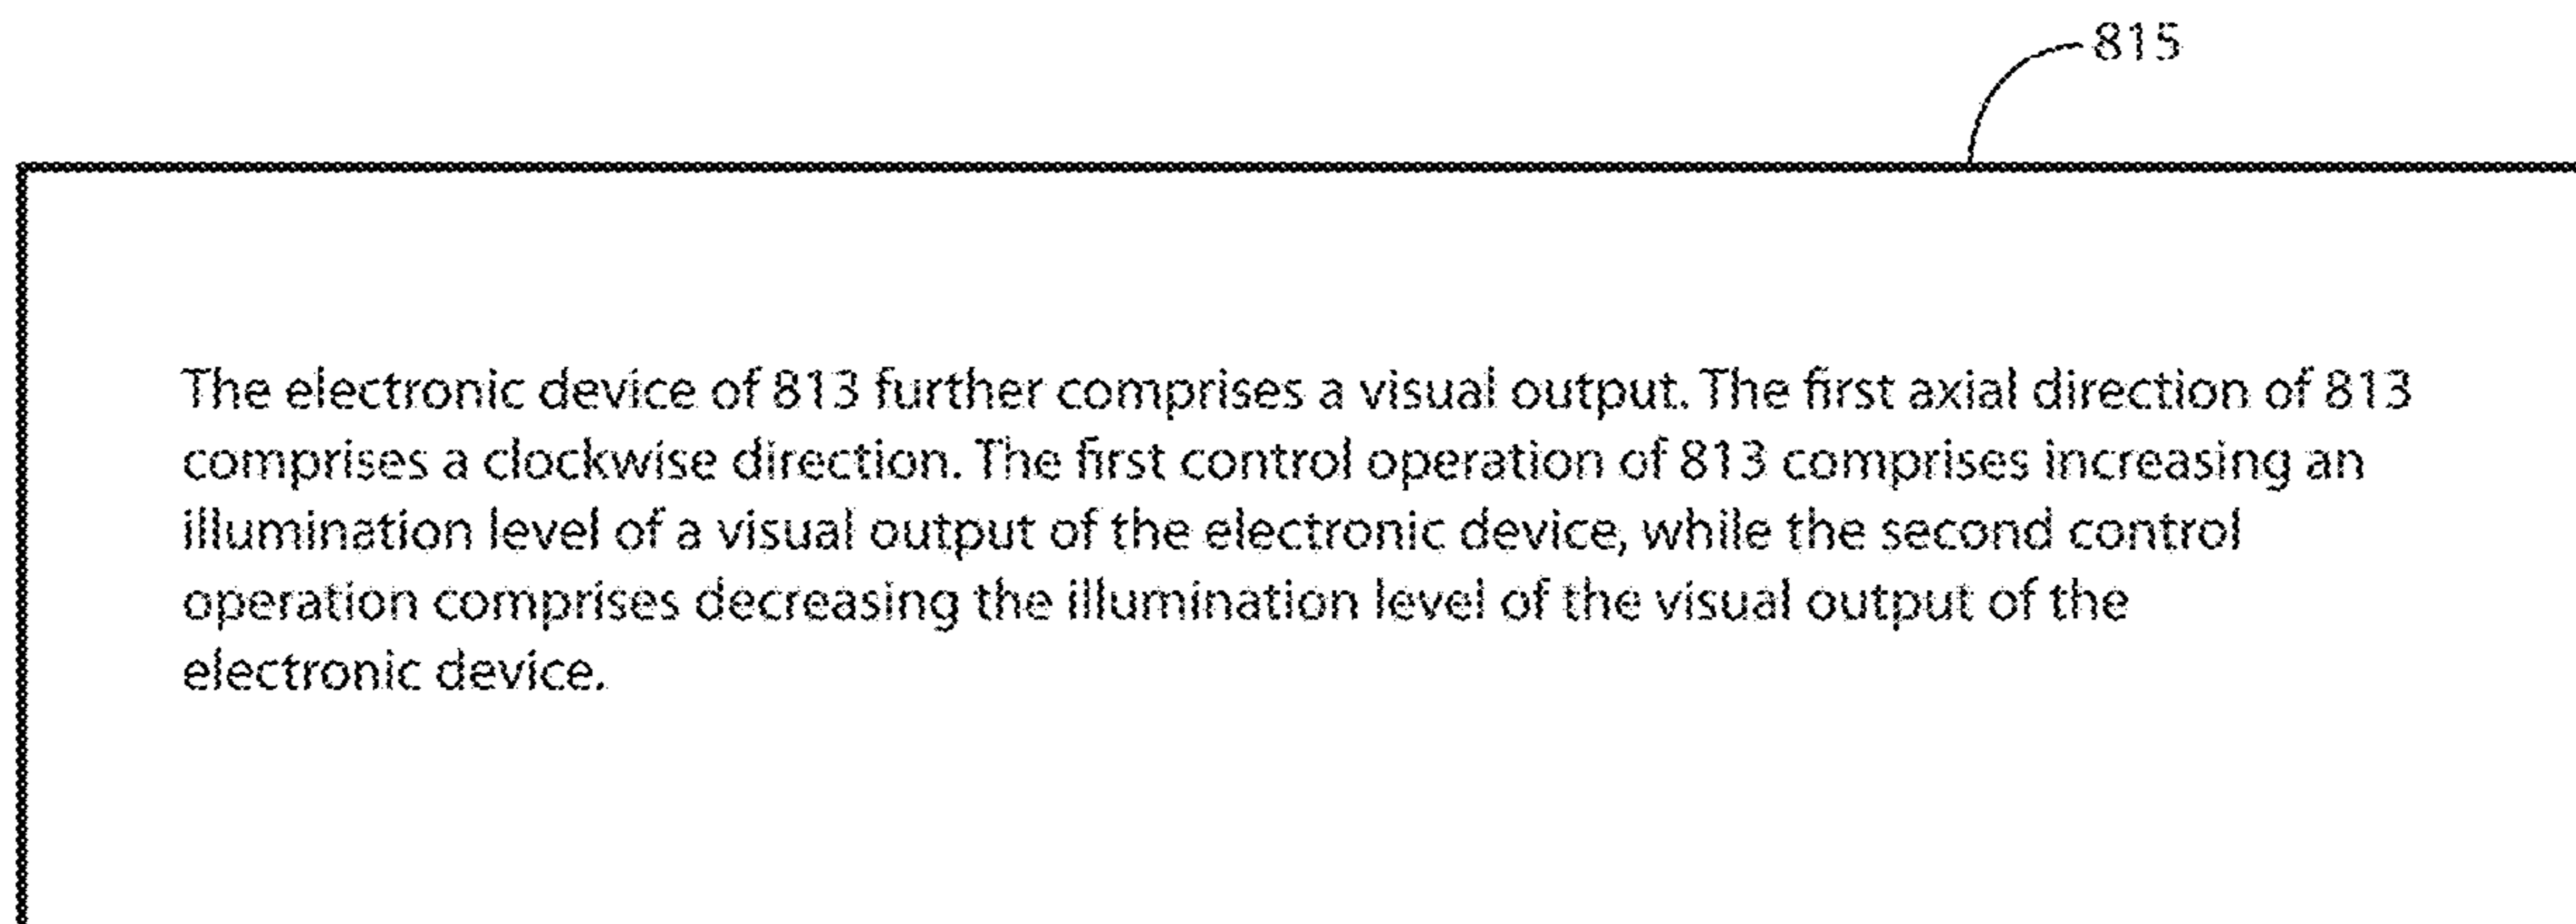 815
The electronic device of 813 further comprises a visual output. The first axial direction of 813
comprises a clockwise direction. The first control operation of 813 comprises increasing an
illumination level of a visual output of the electronic device, while the second control
operation comprises decreasing the illumination level of the visual output of the
electronic device.